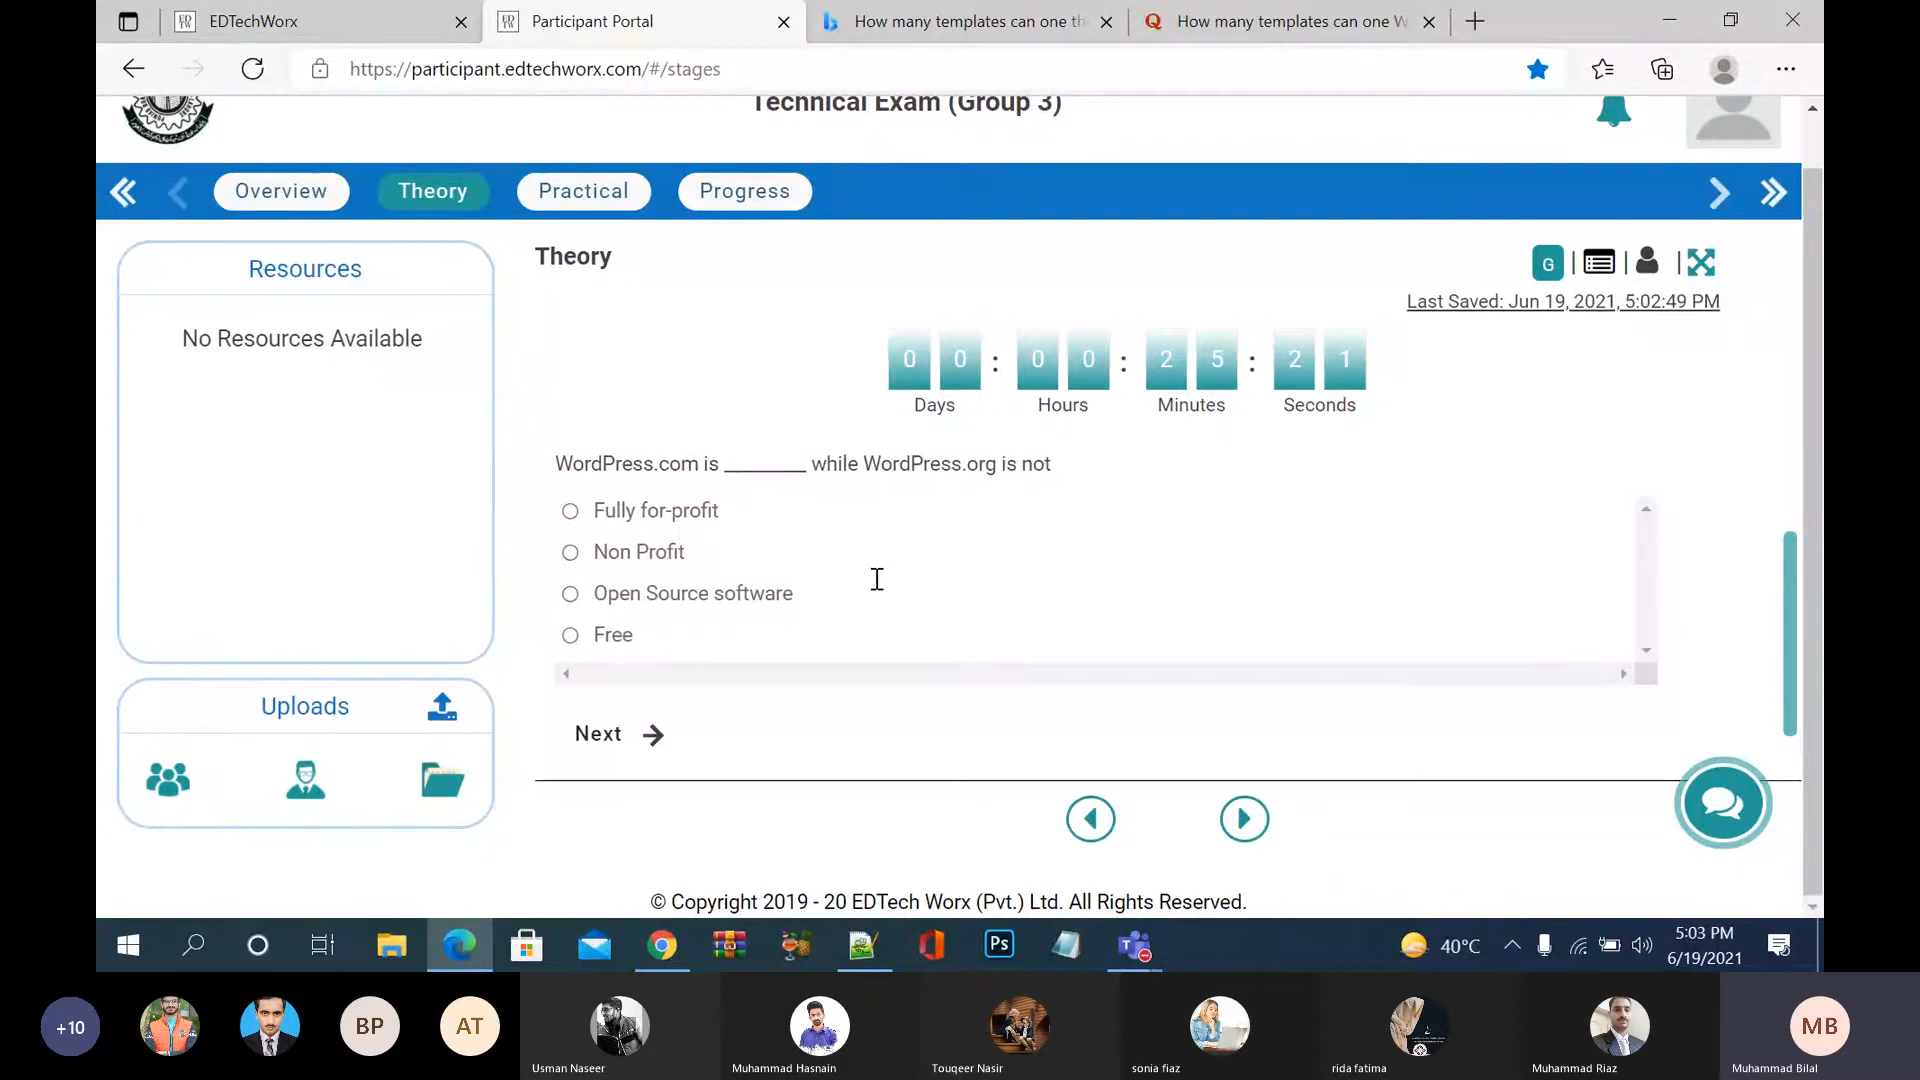 EDTechWorx
Participant Portal
How many templates can one th
How many templates can one W
https://participant.edtechworx.com/#/stages
Technical Exam (Group 3)
Overview
Theory
Practical
Progress
Resources
No Resources Available
Theory
G
Last Saved: Jun 19, 2021, 5:02:49 PM
0 0 : 0 0 : 2 5 : 2 1
Days Hours Minutes Seconds
WordPress.com is _________ while WordPress.org is not
Fully for-profit
Non Profit
Open Source software
Free
Next
Uploads
© Copyright 2019 - 20 EDTech Worx (Pvt.) Ltd. All Rights Reserved.
Ps
40°C
5:03 PM
6/19/2021
+10
BP
AT
MB
Usman Naseer
Muhammad Hasnain
Touqeer Nasir
sonia fiaz
rida fatima
Muhammad Riaz
Muhammad Bilal